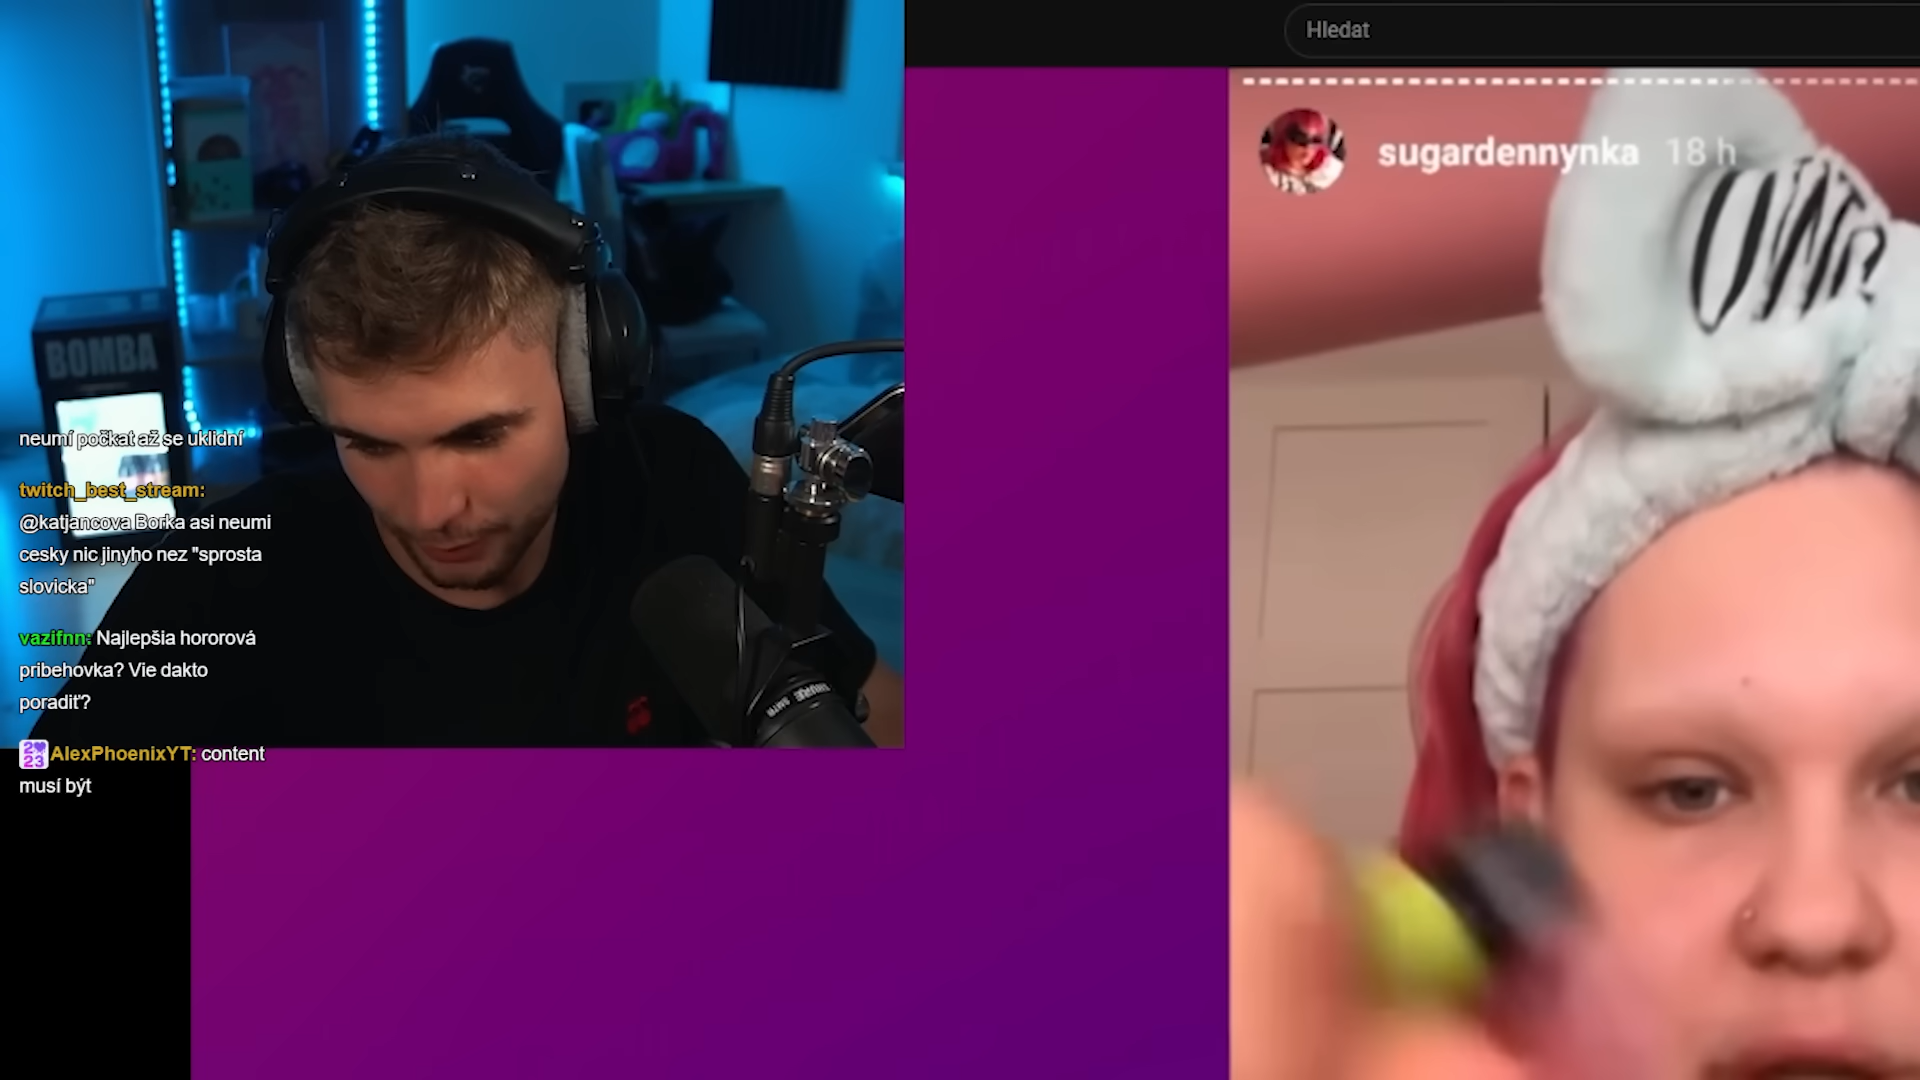 Hledat
sugardennynka 18 h
BOMBA
neumí počkat až se uklidní
twitch_best_stream:
@katjancova Borka asi neumi
cesky nic jinyho nez "sprosta
slovicka"
vazifnn: Najlepšia hororová
pribehovka? Vie dakto
poradiť?
AlexPhoenixYT: content
musí být